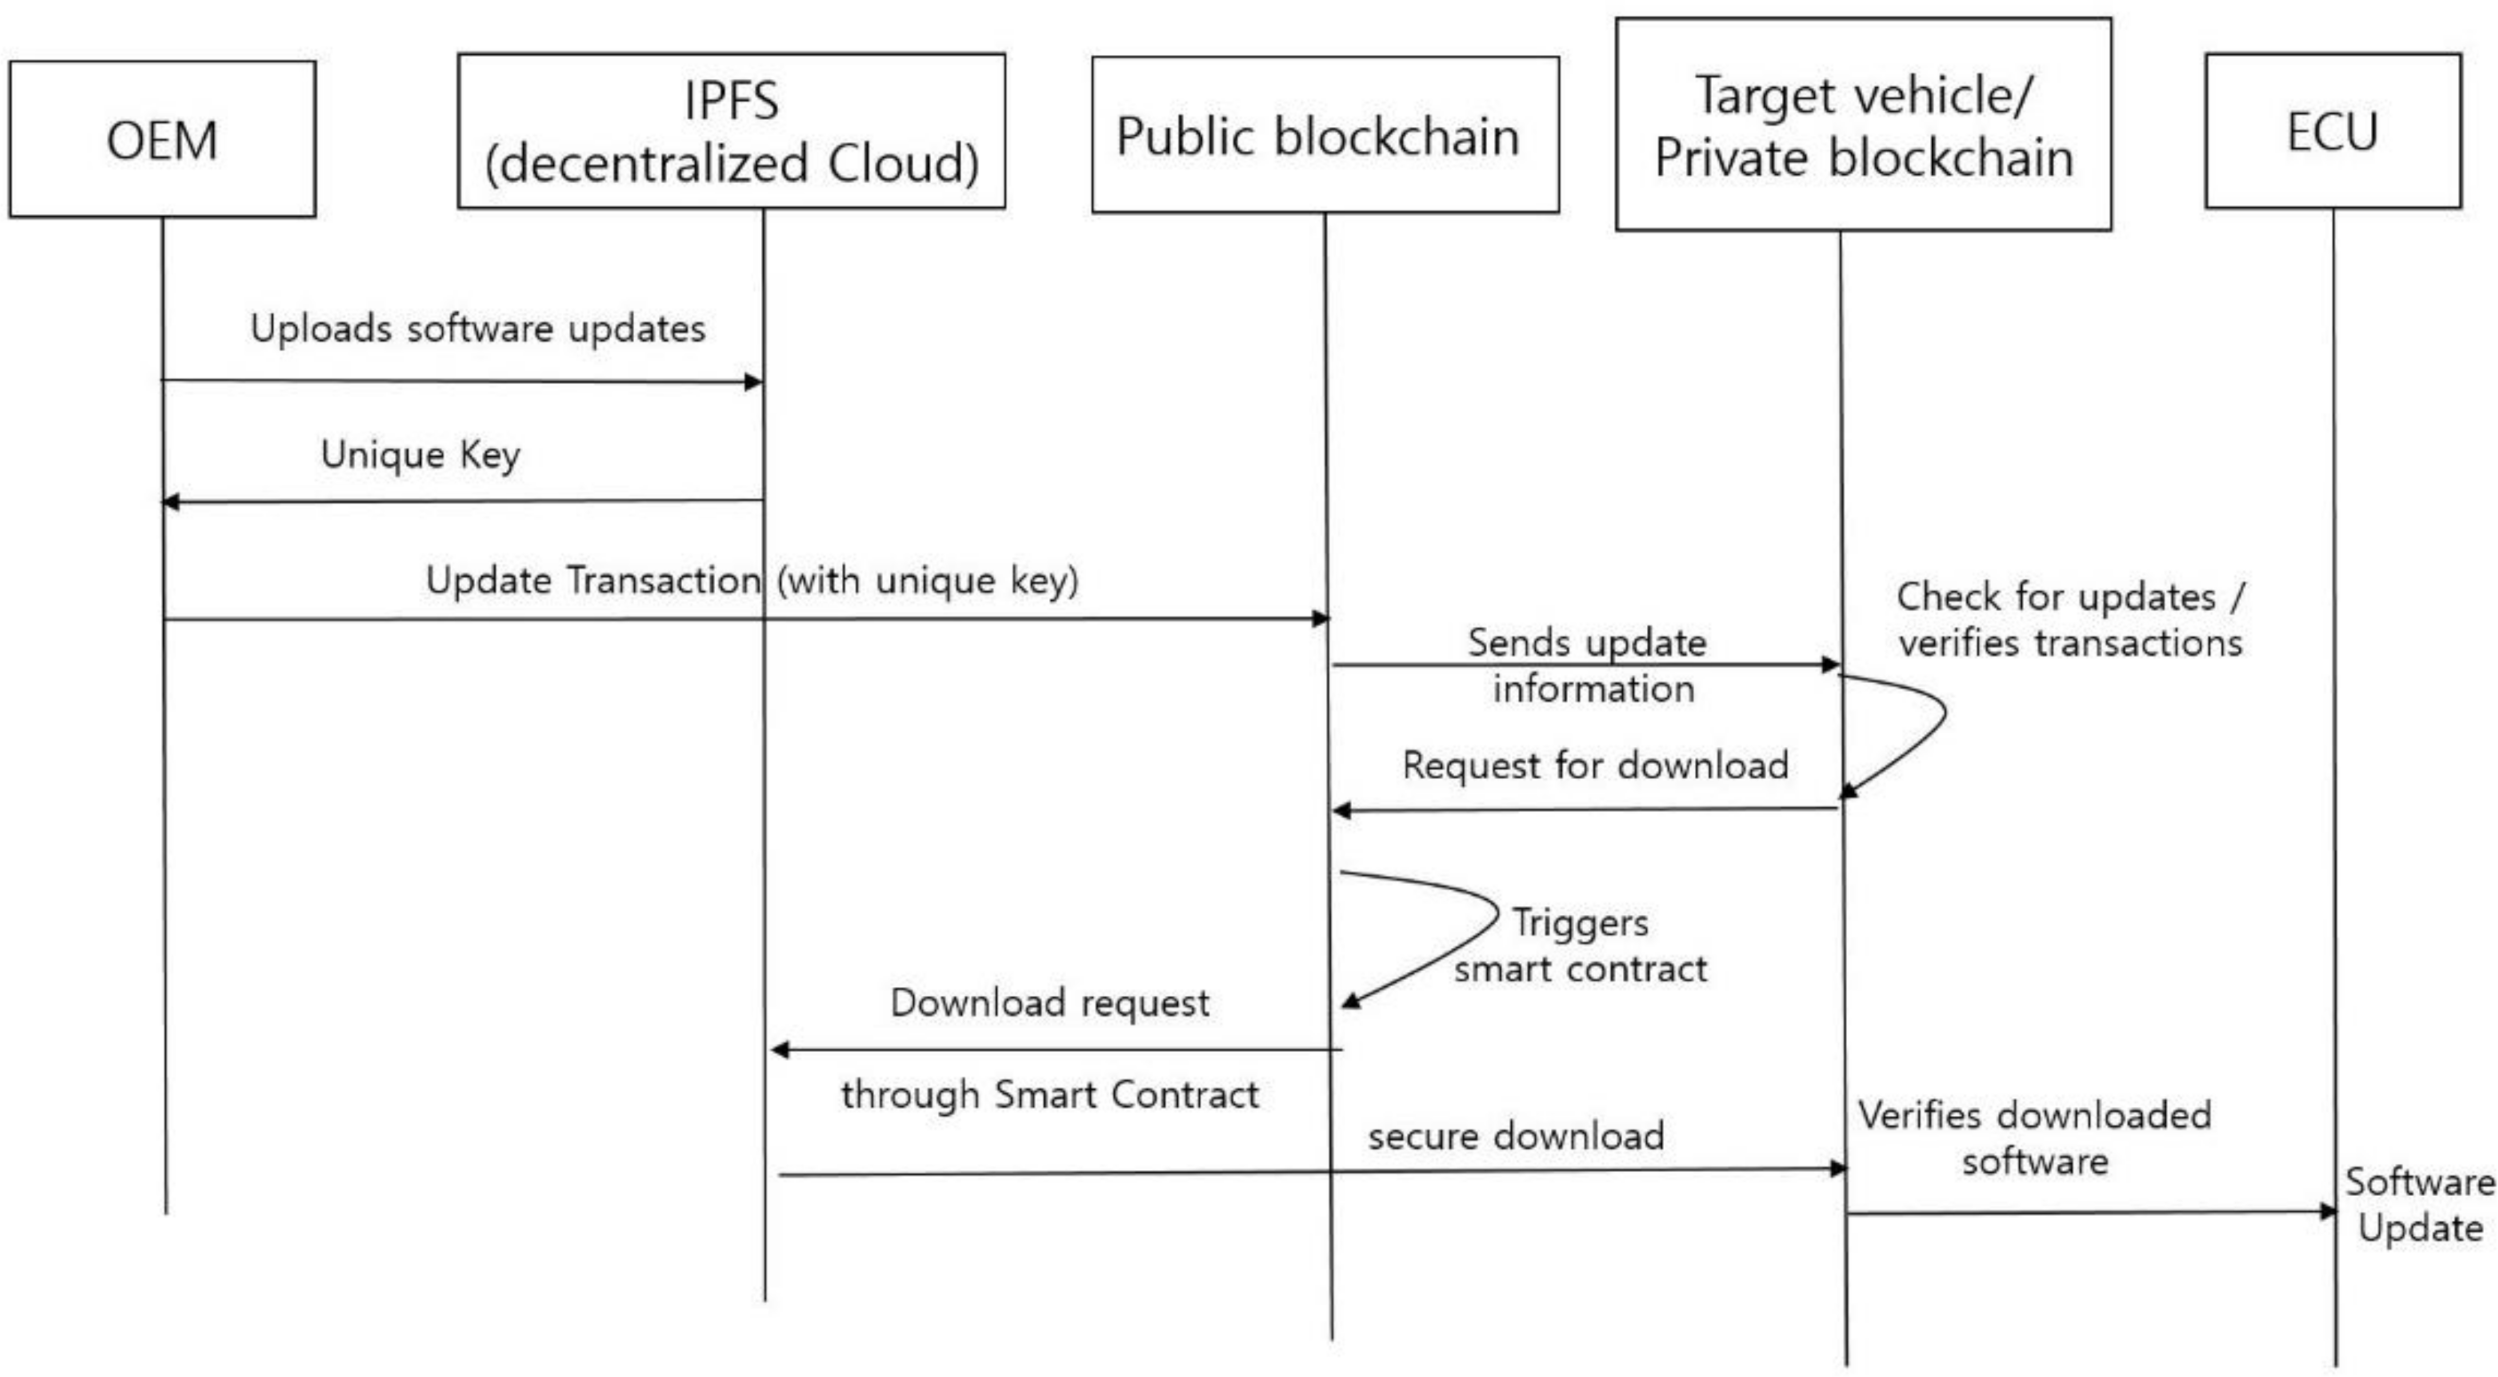 OEM
IPFS
(decentralized Cloud)
Public blockchain
Target vehicle/
Private blockchain
ECU
Uploads software updates
Unique Key
Update Transaction (with unique key)
Sends update
information
Check for updates /
verifies transactions
Request for download
Triggers
smart contract
Download request
through Smart Contract
secure download
Verifies downloaded
software
Software
Update